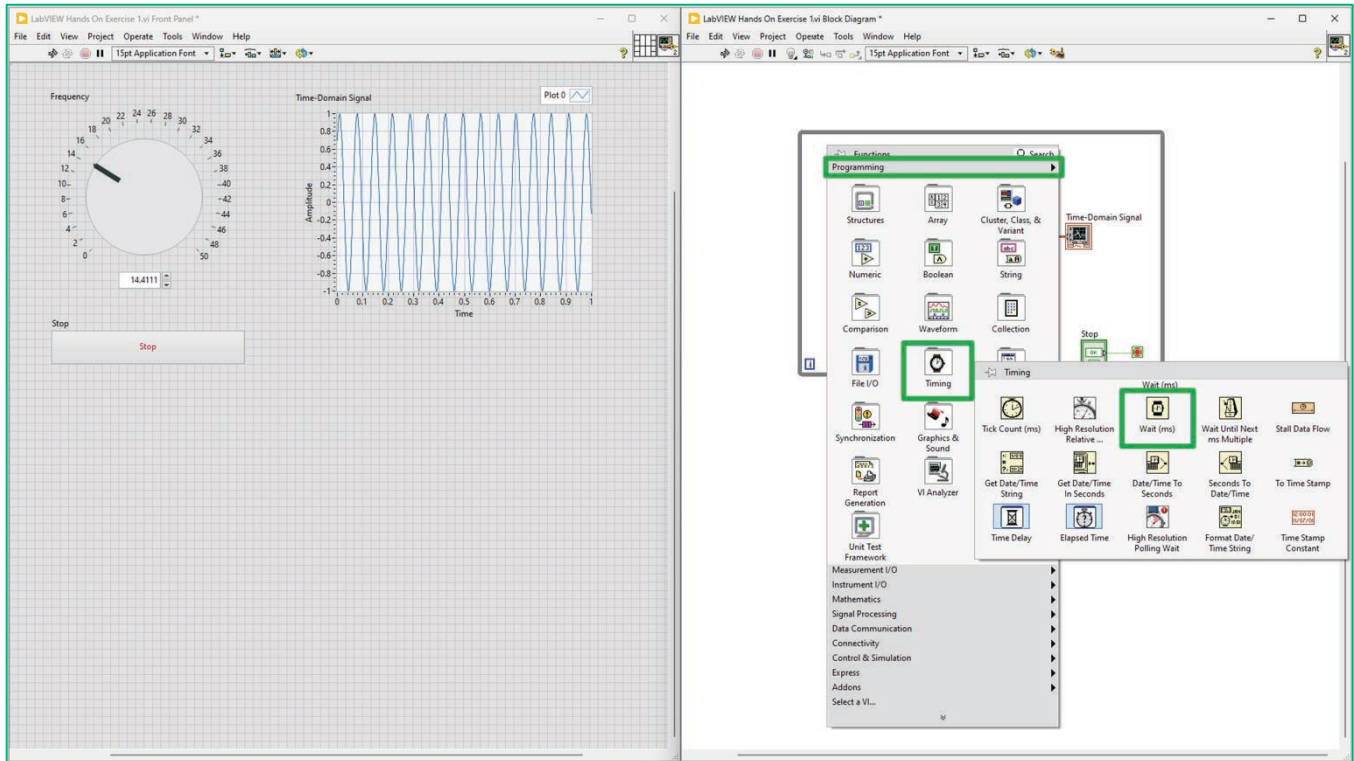 LabVIEW Hands On Exercise 1.vi Front Panel *
File Edit View Project Operate Tools Window Help
15pt Application Font
2
Frequency
0
2
4
6
8
10
12
14
16
18
20
22
24
26
28
30
32
34
36
38
40
42
44
46
48
50
14.4111
Time-Domain Signal
Plot 0
Amplitude
1
0.8
0.6
0.4
0.2
0
-0.2
-0.4
-0.6
-0.8
-1
0 0.1 0.2 0.3 0.4 0.5 0.6 0.7 0.8 0.9 1
Time
Stop
Stop
LabVIEW Hands On Exercise 1.vi Block Diagram *
File Edit View Project Operate Tools Window Help
15pt Application Font
2
Functions Search
Programming
Structures Array Cluster, Class, &
Variant
Numeric Boolean String
Comparison Waveform Collection
File I/O Timing
Synchronization Graphics &
Sound
Report
Generation
VI Analyzer
Unit Test
Framework
Measurement I/O
Instrument I/O
Mathematics
Signal Processing
Data Communication
Connectivity
Control & Simulation
Express
Addons
Select a VI...
Time-Domain Signal
Stop
OK
i
Timing
Wait (ms)
Tick Count (ms) High Resolution
Relative ...
Wait (ms) Wait Until Next
ms Multiple
Stall Data Flow
Get Date/Time
String
Get Date/Time
In Seconds
Date/Time To
Seconds
Seconds To
Date/Time
To Time Stamp
Time Delay Elapsed Time High Resolution
Polling Wait
Format Date/
Time String
Time Stamp
Constant